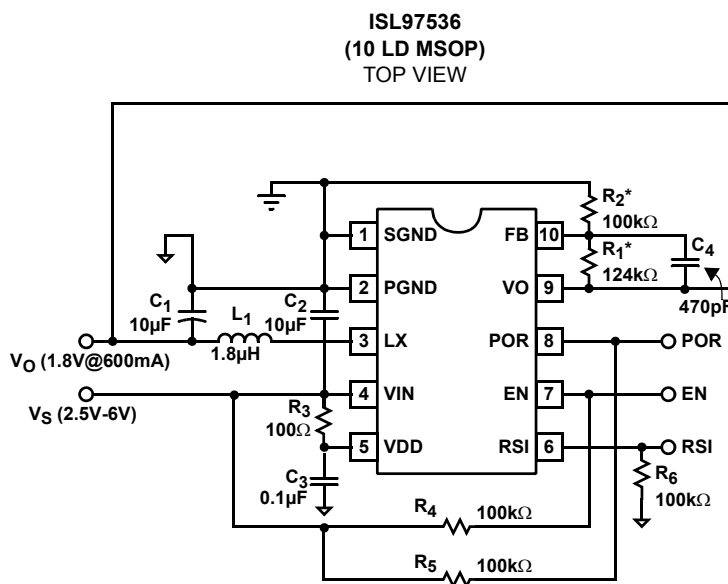 ISL97536
(10 LD MSOP)
TOP VIEW
R2*
100kΩ
1 SGND
FB 10
C4
R1*
124kΩ
2 PGND
VO 9
470pF
C1
10µF
L1
1.8µH
C2
10µF
3 LX
POR 8
POR
VO (1.8V@600mA)
4 VIN
EN 7
EN
VS (2.5V-6V)
R3
100Ω
5 VDD
RSI 6
RSI
C3
0.1µF
R6
100kΩ
R4
100kΩ
R5
100kΩ